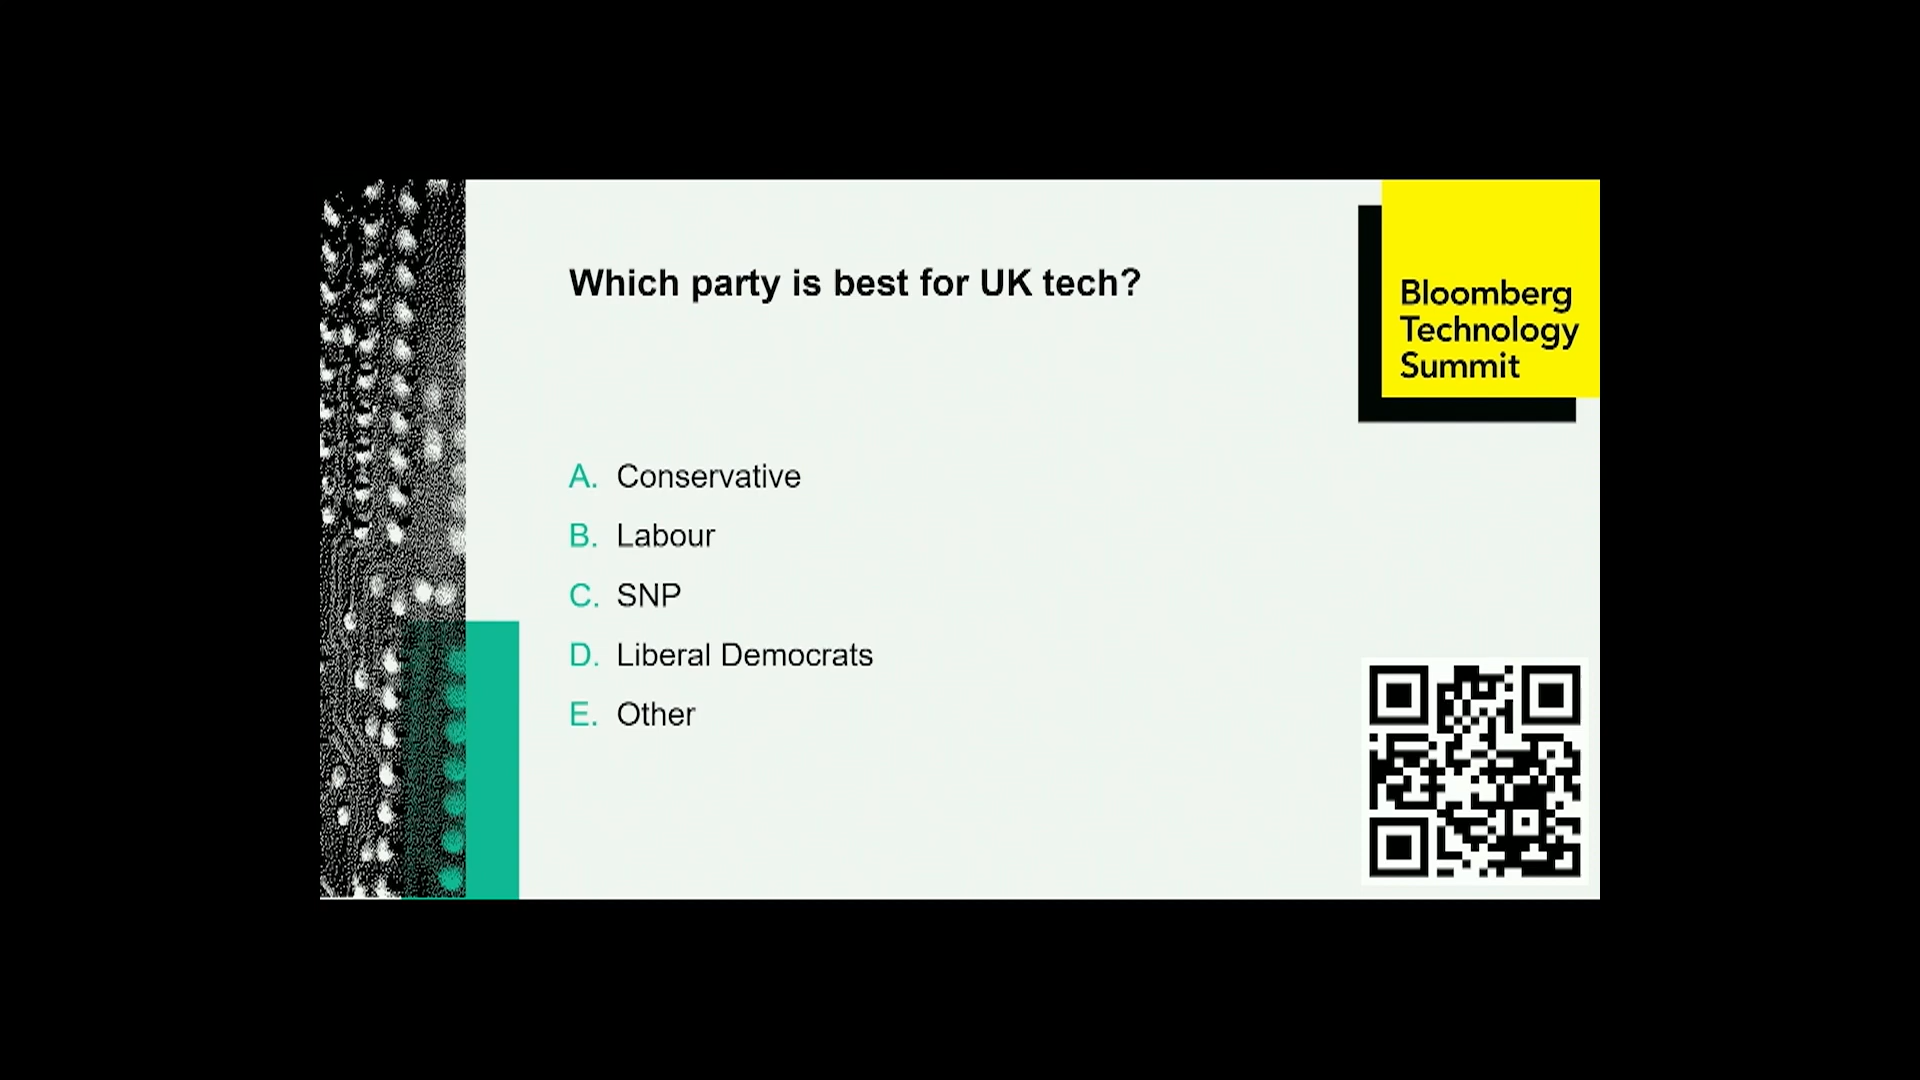 Which party is best for UK tech?
Bloomberg
Technology
Summit
A. Conservative
B. Labour
C. SNP
D. Liberal Democrats
E. Other